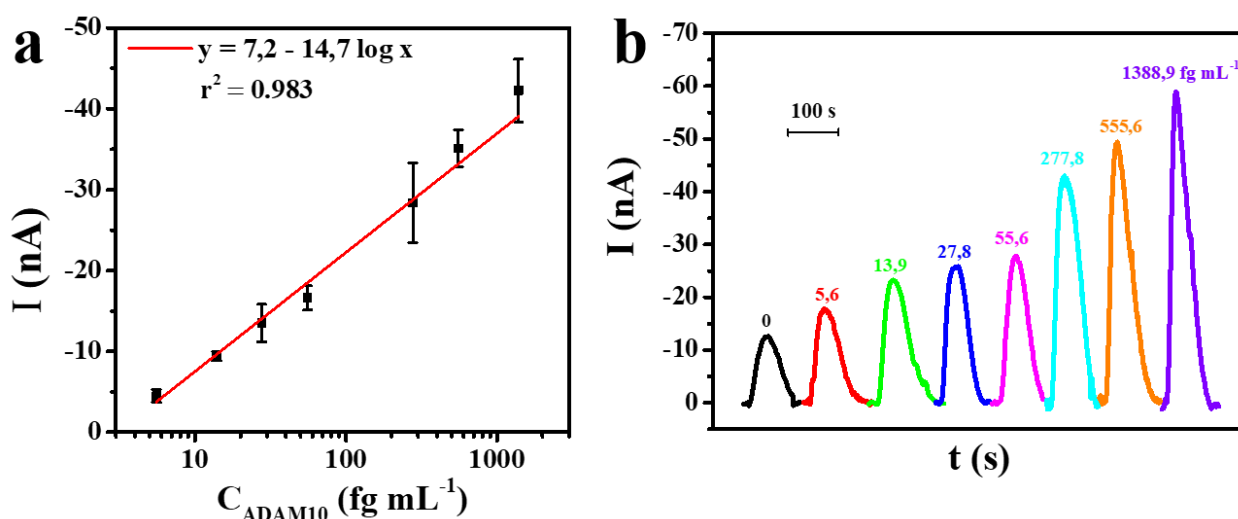 a
y = 7,2 - 14,7 log x
r² = 0.983
-50
-40
-30
-20
-10
0
I (nA)
10
100
1000
C_ADAM10 (fg mL⁻¹)
b
-70
-60
-50
-40
-30
-20
-10
0
I (nA)
100 s
0
5,6
13,9
27,8
55,6
277,8
555,6
1388,9 fg mL⁻¹
t (s)